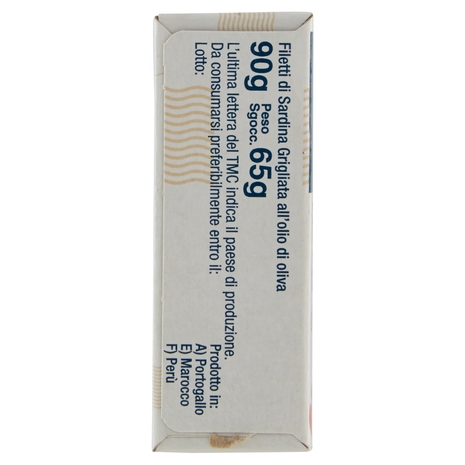 Filetti di Sardina Grigliata all'olio di oliva
90g Peso Sgocc. 65g
L'ultima lettera del TMC indica il paese di produzione.
Da consumarsi preferibilmente entro il:
Lotto:
Prodotto in:
A) Portogallo
E) Marocco
F) Perù